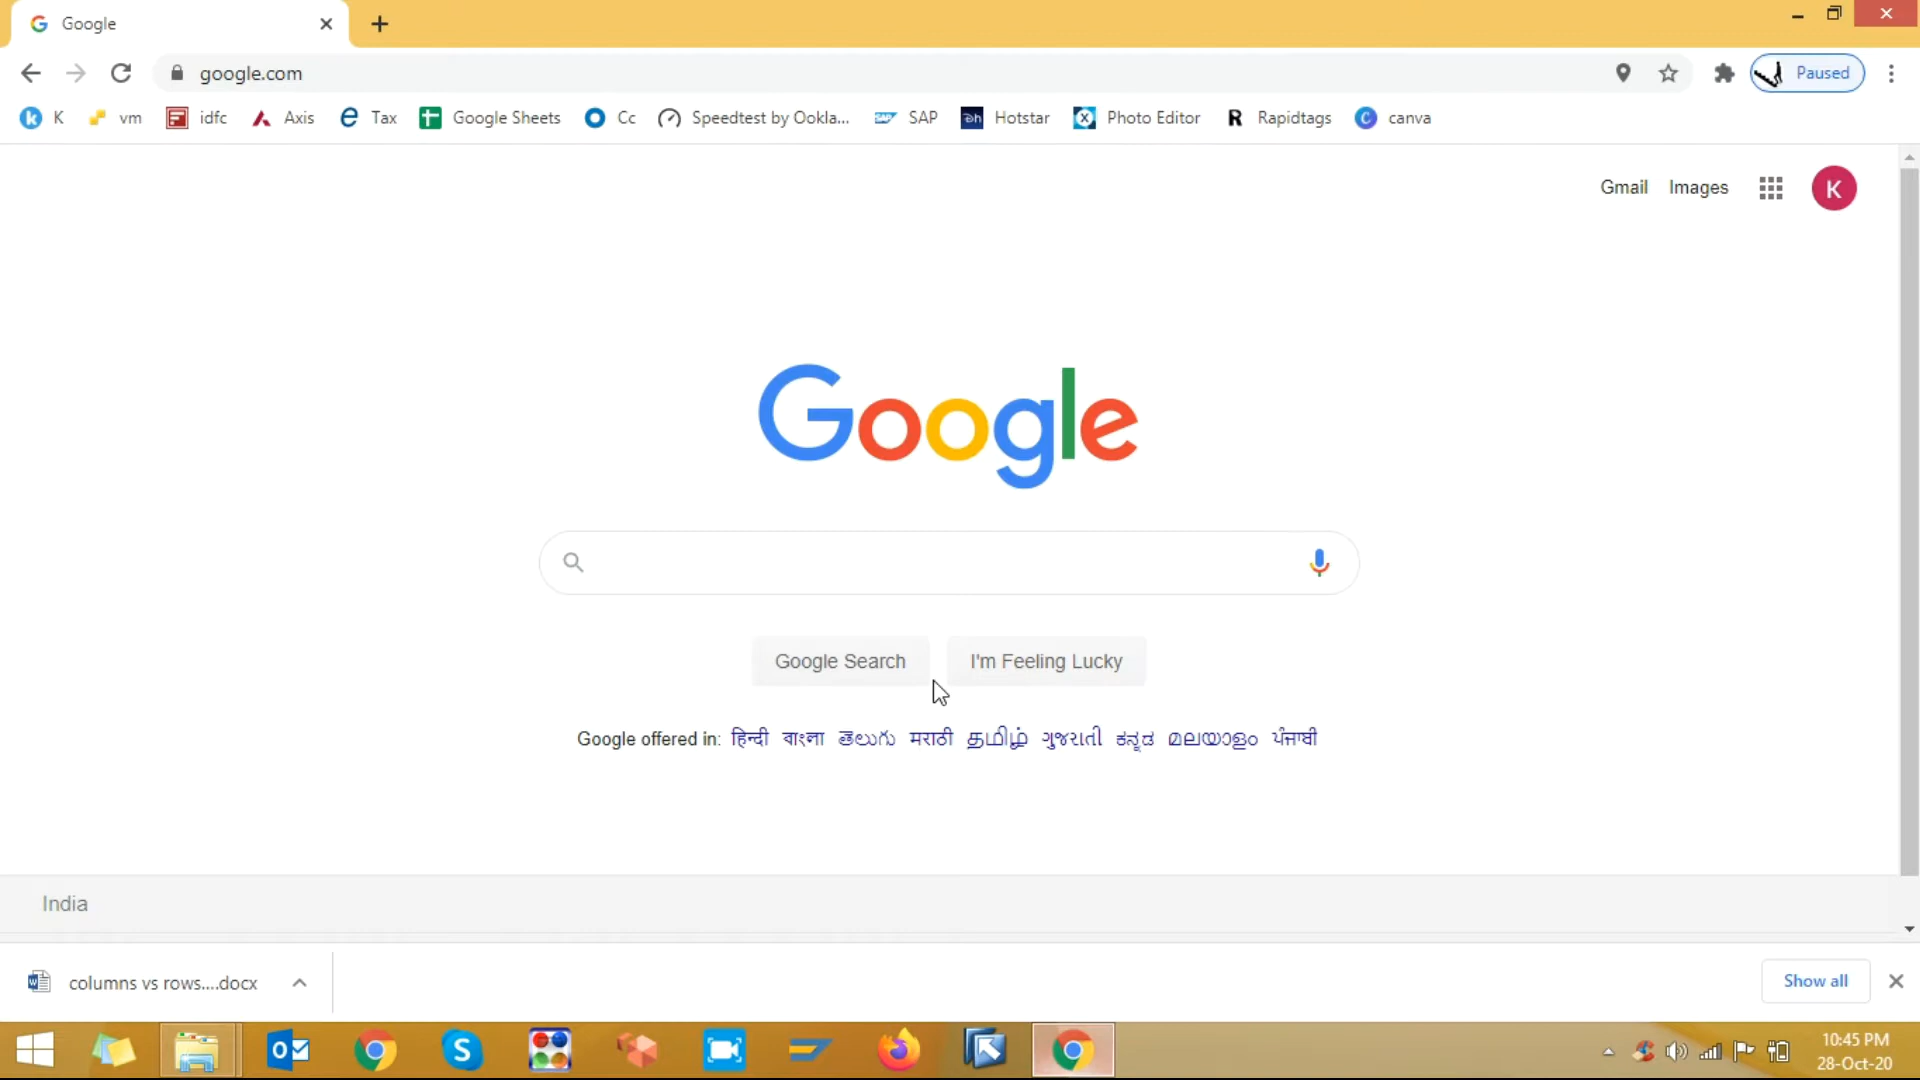 Google
google.com
Paused
K
vm
idfc
Axis
Tax
Google Sheets
Cc
Speedtest by Ookla...
SAP
Hotstar
Photo Editor
Rapidtags
canva
Gmail
Images
K
Google
Google Search
I'm Feeling Lucky
Google offered in: हिन्दी বাংলা తెలుగు मराठी தமிழ் ગુજરાતી ಕನ್ನಡ മലയാളം ਪੰਜਾਬੀ
India
columns vs rows....docx
Show all
10:45 PM
28-Oct-20